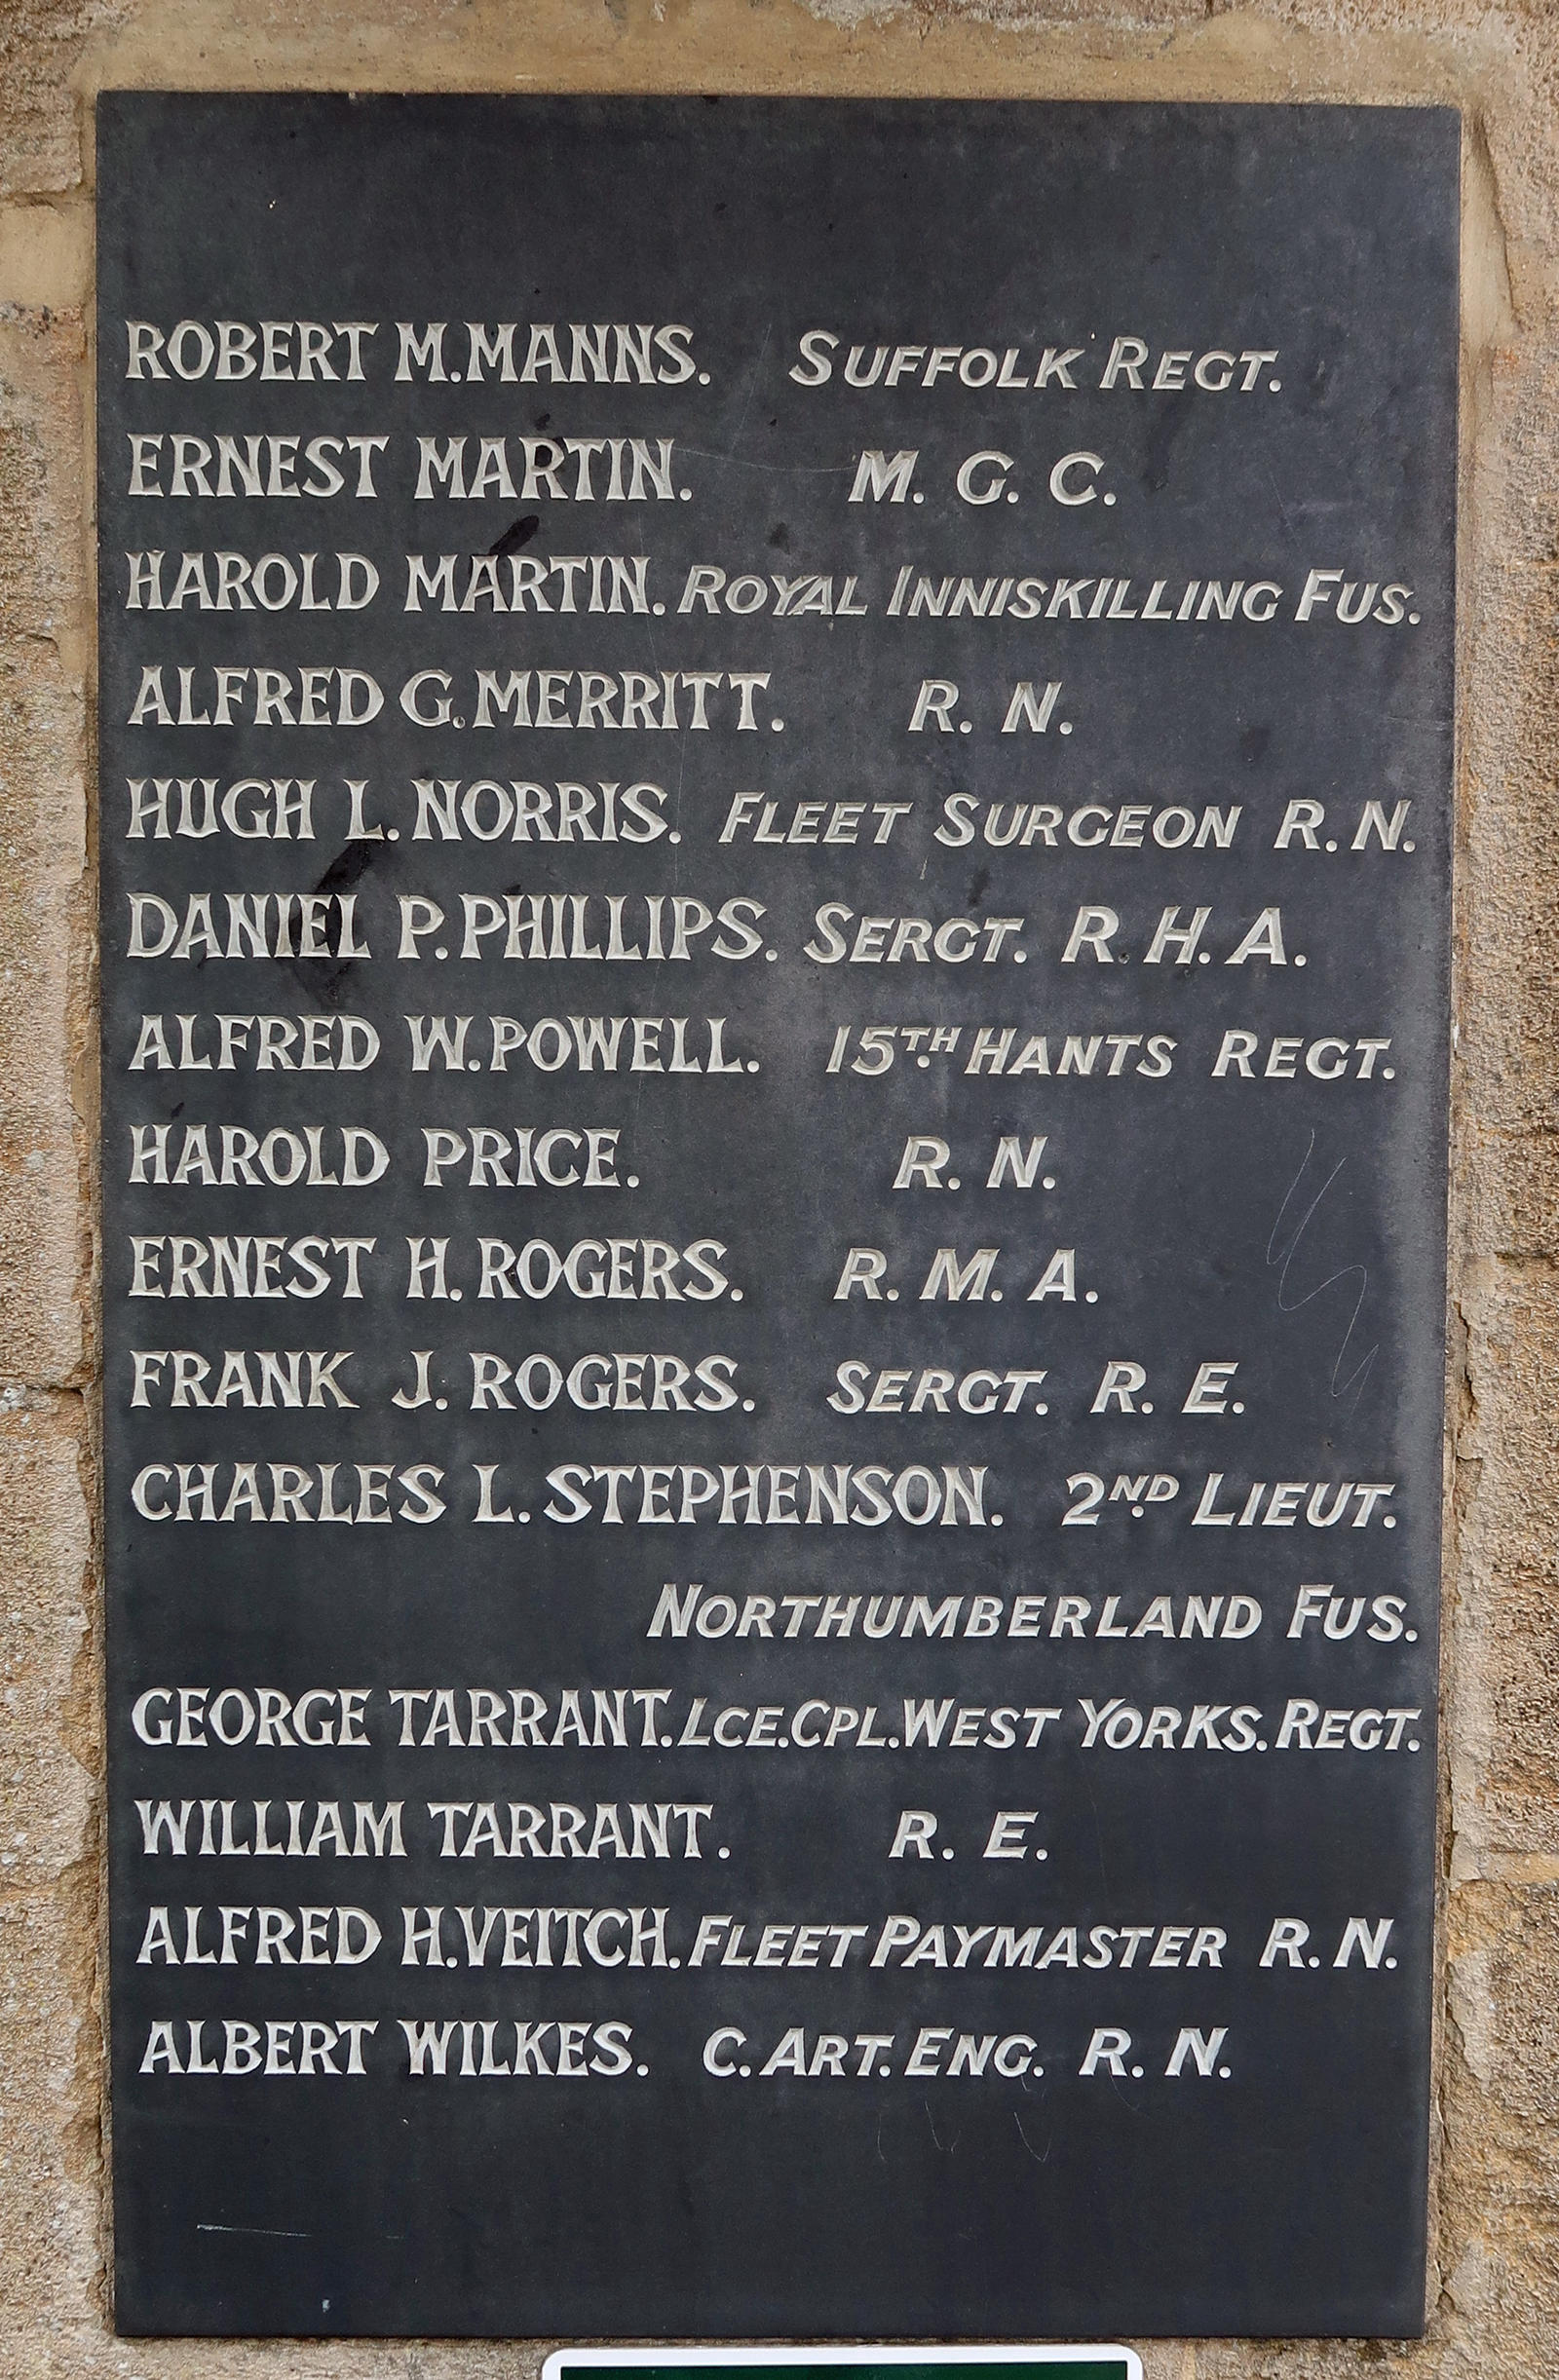 ROBERT M. MANNS. SUFFOLK REGT.
ERNEST MARTIN. M. G. C.
HAROLD MARTIN. ROYAL INNISKILLING FUS.
ALFRED G. MERRITT. R. N.
HUGH L. NORRIS. FLEET SURGEON R. N.
DANIEL P. PHILLIPS. SERGT. R. H. A.
ALFRED W. POWELL. 15TH HANTS REGT.
HAROLD PRICE. R. N.
ERNEST H. ROGERS. R. M. A.
FRANK J. ROGERS. SERGT. R. E.
CHARLES L. STEPHENSON. 2ND LIEUT.
NORTHUMBERLAND FUS.
GEORGE TARRANT. LCE. CPL. WEST YORKS. REGT.
WILLIAM TARRANT. R. E.
ALFRED H. VEITCH. FLEET PAYMASTER R. N.
ALBERT WILKES. C. ART. ENG. R. N.